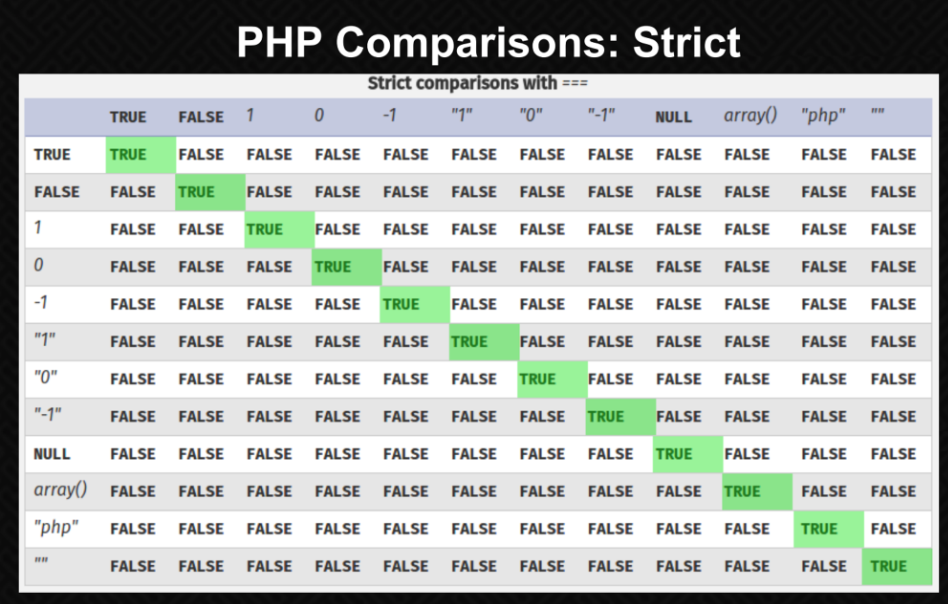 PHP Comparisons: Strict
Strict comparisons with ===
TRUE FALSE 1 0 -1 "1" "0" "-1" NULL array() "php" ""
TRUE TRUE FALSE FALSE FALSE FALSE FALSE FALSE FALSE FALSE FALSE FALSE FALSE
FALSE FALSE TRUE FALSE FALSE FALSE FALSE FALSE FALSE FALSE FALSE FALSE FALSE
1 FALSE FALSE TRUE FALSE FALSE FALSE FALSE FALSE FALSE FALSE FALSE FALSE
0 FALSE FALSE FALSE TRUE FALSE FALSE FALSE FALSE FALSE FALSE FALSE FALSE
-1 FALSE FALSE FALSE FALSE TRUE FALSE FALSE FALSE FALSE FALSE FALSE FALSE
"1" FALSE FALSE FALSE FALSE FALSE TRUE FALSE FALSE FALSE FALSE FALSE FALSE
"0" FALSE FALSE FALSE FALSE FALSE FALSE TRUE FALSE FALSE FALSE FALSE FALSE
"-1" FALSE FALSE FALSE FALSE FALSE FALSE FALSE TRUE FALSE FALSE FALSE FALSE
NULL FALSE FALSE FALSE FALSE FALSE FALSE FALSE FALSE TRUE FALSE FALSE FALSE
array() FALSE FALSE FALSE FALSE FALSE FALSE FALSE FALSE FALSE TRUE FALSE FALSE
"php" FALSE FALSE FALSE FALSE FALSE FALSE FALSE FALSE FALSE FALSE TRUE FALSE
"" FALSE FALSE FALSE FALSE FALSE FALSE FALSE FALSE FALSE FALSE FALSE TRUE